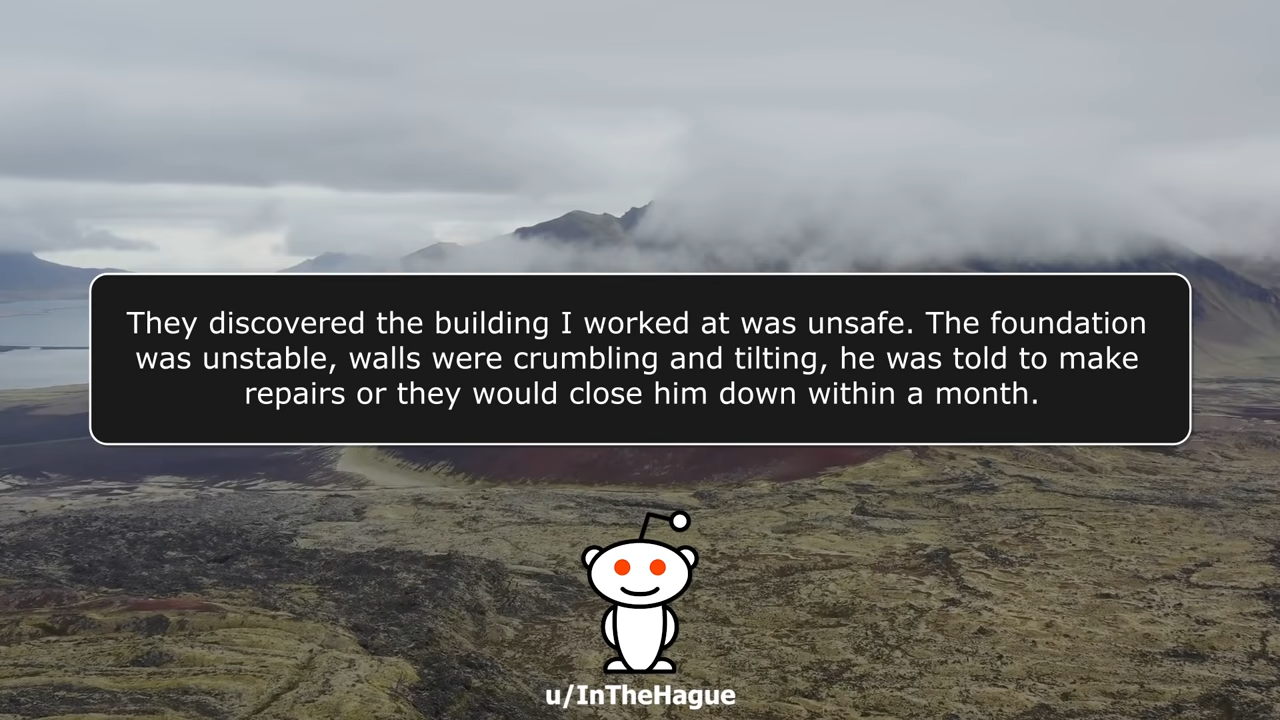 They discovered the building I worked at was unsafe. The foundation
was unstable, walls were crumbling and tilting, he was told to make
repairs or they would close him down within a month.
u/InTheHague